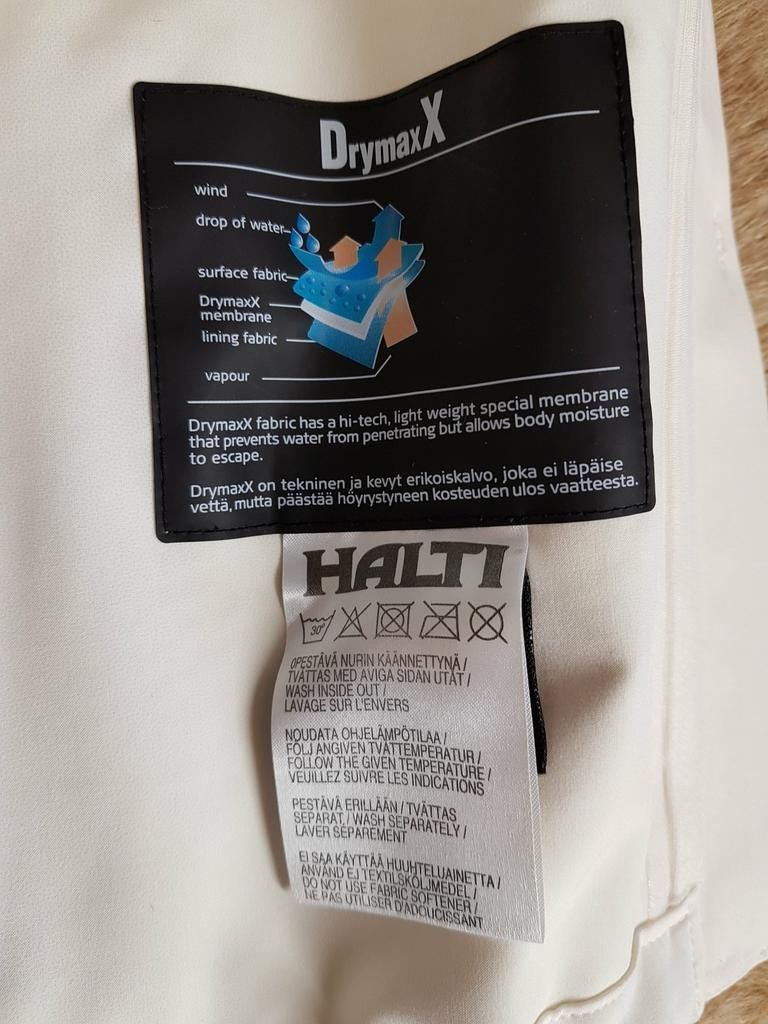 DrymaxX
wind
drop of water
surface fabric
DrymaxX
membrane
lining fabric
vapour
DrymaxX fabric has a hi-tech, light weight special membrane
that prevents water from penetrating but allows body moisture
to escape.
DrymaxX on tekninen ja kevyt erikoiskalvo, joka ei läpäise
vettä, mutta päästää höyrystyneen kosteuden ulos vaatteesta.
HALTI
30°
OPESTÄVÄ NURIN KÄÄNNETTYNÄ /
TVÄTTAS MED AVIGA SIDAN UTÅT /
WASH INSIDE OUT /
LAVAGE SUR L'ENVERS
NOUDATA OHJELÄMPÖTILAA /
FÖLJ ANGIVEN TVÄTTEMPERATUR /
FOLLOW THE GIVEN TEMPERATURE /
VEUILLEZ SUIVRE LES INDICATIONS
PESTÄVÄ ERILLÄÄN / TVÄTTAS
SEPARAT / WASH SEPARATELY /
LAVER SÉPAREMENT
EI SAA KÄYTTÄÄ HUUHTELUAINETTA /
ANVÄND EJ TEXTILSKÖLJMEDEL /
DO NOT USE FABRIC SOFTENER /
NE PAS UTILISER D'ADOUCISSANT